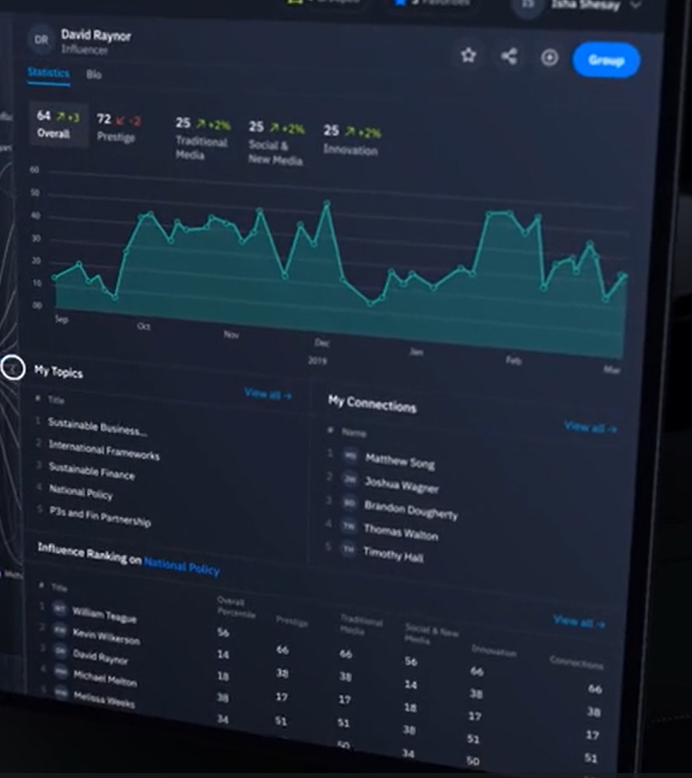 Isha Shesay
DR David Raynor
Influencer
Group
Statistics Bio
64 ↗ +3 72 ↙ -2 25 ↗ +2% 25 ↗ +2% 25 ↗ +2%
Overall Prestige Traditional Social & Innovation
Media New Media
60
50
40
30
20
10
00
Sep Oct Nov Dec Jan Feb Mar
2019
My Topics
View all →
# Title
1 Sustainable Business...
2 International Frameworks
3 Sustainable Finance
4 National Policy
5 P3s and Fin Partnership
My Connections
View all →
# Name
1 Matthew Song
2 Joshua Wagner
3 Brandon Dougherty
4 Thomas Walton
5 Timothy Hall
Influence Ranking on National Policy
View all →
# Title Overall Prestige Traditional Social & New Innovation Connections
Percentile Media Media
1 William Teague 56 66 66 56 66 66
2 Kevin Wilkerson 14 38 38 14 38 38
3 David Raynor 18 17 17 18 17 17
4 Michael Melton 38 51 51 38 51 51
Melissa Weeks 34 50 34 50